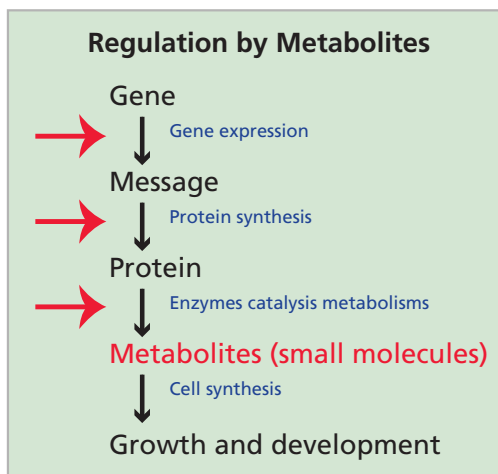 Regulation by Metabolites
Gene
Gene expression
Message
Protein synthesis
Protein
Enzymes catalysis metabolisms
Metabolites (small molecules)
Cell synthesis
Growth and development